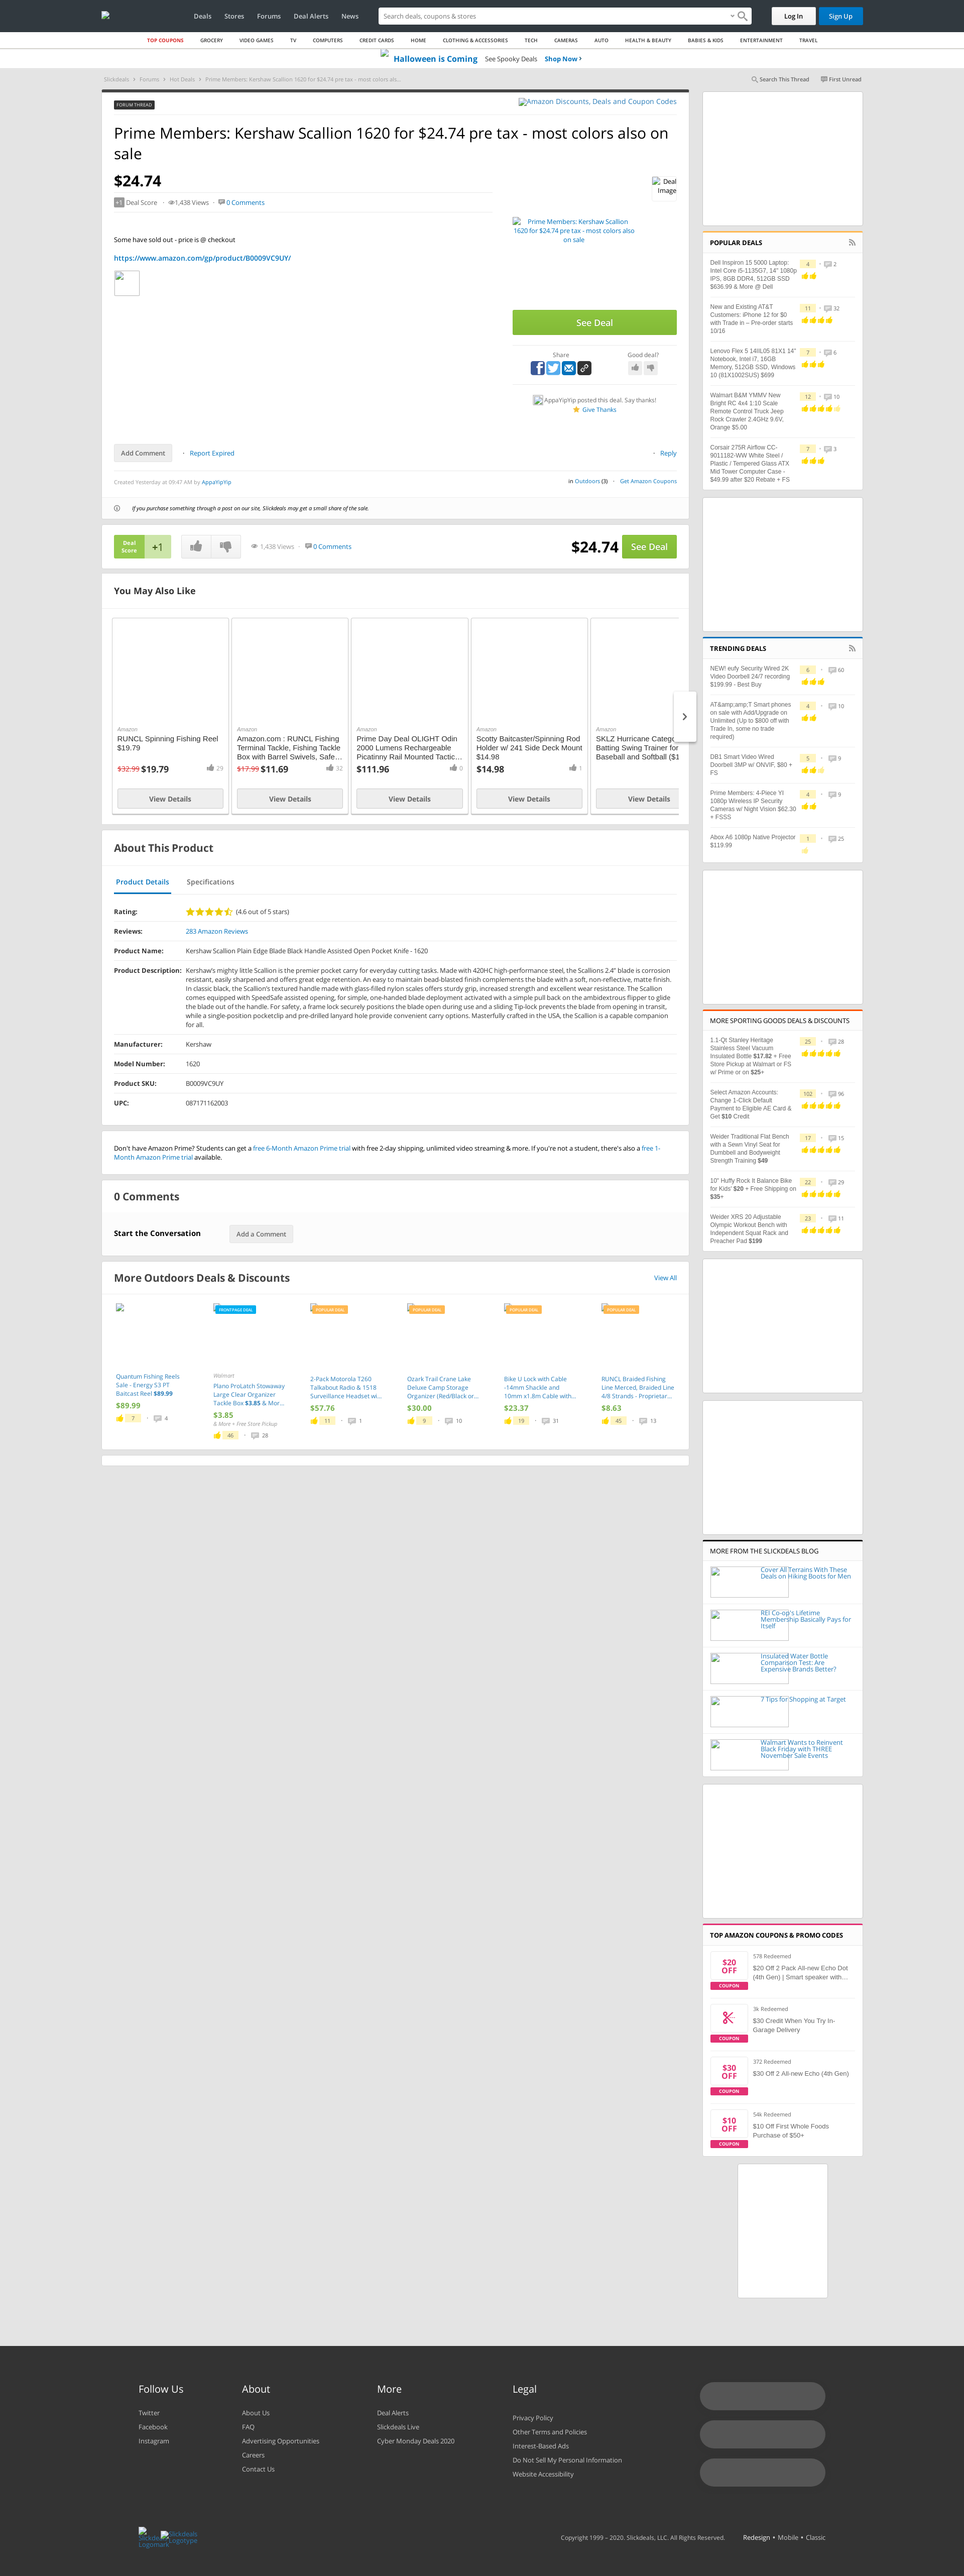 Deals Stores Forums Deal Alerts News
Search deals, coupons & stores
Log In Sign Up
TOP COUPONS GROCERY VIDEO GAMES TV COMPUTERS CREDIT CARDS HOME CLOTHING & ACCESSORIES TECH CAMERAS AUTO HEALTH & BEAUTY BABIES & KIDS ENTERTAINMENT TRAVEL
Halloween is Coming See Spooky Deals Shop Now ›
Slickdeals › Forums › Hot Deals › Prime Members: Kershaw Scallion 1620 for $24.74 pre tax - most colors als...
Search This Thread First Unread
FORUM THREAD
Amazon Discounts, Deals and Coupon Codes
Prime Members: Kershaw Scallion 1620 for $24.74 pre tax - most colors also on
sale
$24.74
+1 Deal Score 1,438 Views 0 Comments
Deal
Image
Some have sold out - price is @ checkout
https://www.amazon.com/gp/product/B0009VC9UY/
Prime Members: Kershaw Scallion
1620 for $24.74 pre tax - most colors also
on sale
See Deal
Share Good deal?
AppaYipYip posted this deal. Say thanks!
Give Thanks
Add Comment Report Expired Reply
Created Yesterday at 09:47 AM by AppaYipYip
in Outdoors (3) Get Amazon Coupons
If you purchase something through a post on our site, Slickdeals may get a small share of the sale.
Deal
Score
+1
1,438 Views 0 Comments
$24.74 See Deal
You May Also Like
Amazon
RUNCL Spinning Fishing Reel
$19.79
$32.99 $19.79 29
View Details
Amazon
Amazon.com : RUNCL Fishing
Terminal Tackle, Fishing Tackle
Box with Barrel Swivels, Safe...
$17.99 $11.69 32
View Details
Amazon
Prime Day Deal OLIGHT Odin
2000 Lumens Rechargeable
Picatinny Rail Mounted Tactic...
$111.96 0
View Details
Amazon
Scotty Baitcaster/Spinning Rod
Holder w/ 241 Side Deck Mount
$14.98
$14.98 1
View Details
Amazon
SKLZ Hurricane Catego
Batting Swing Trainer for
Baseball and Softball ($1
View Details
About This Product
Product Details Specifications
Rating: (4.6 out of 5 stars)
Reviews: 283 Amazon Reviews
Product Name: Kershaw Scallion Plain Edge Blade Black Handle Assisted Open Pocket Knife - 1620
Product Description: Kershaw's mighty little Scallion is the premier pocket carry for everyday cutting tasks. Made with 420HC high-performance steel, the Scallions 2.4" blade is corrosion
resistant, easily sharpened and offers great edge retention. An easy to maintain bead-blasted finish complements the blade with a soft, non-reflective, matte finish.
In classic black, the Scallion's textured handle made with glass-filled nylon scales offers sturdy grip, increased strength and excellent wear resistance. The Scallion
comes equipped with SpeedSafe assisted opening, for simple, one-handed blade deployment activated with a simple pull back on the ambidextrous flipper to glide
the blade out of the handle. For safety, a frame lock securely locks the blade open during use and a sliding Tip-lock secures the blade from opening in tip-up carry,
while a single-position pocketclip and pre-drilled lanyard hole provide convenient carry options. Masterfully crafted in the USA, the Scallion is a capable companion
for all.
Manufacturer: Kershaw
Model Number: 1620
Product SKU: B0009VC9UY
UPC: 087171162003
Don't have Amazon Prime? Students can get a free 6-Month Amazon Prime trial with free 2-day shipping, unlimited video streaming & more. If you're not a student, there's also a free 1-
Month Amazon Prime trial available.
0 Comments
Start the Conversation Add a Comment
More Outdoors Deals & Discounts View All
Quantum Fishing Reels
Sale - Energy S3 PT
Baitcast Reel $89.99
$89.99
7 4
FRONTPAGE DEAL
Walmart
Plano ProLatch Stowaway
Large Clear Organizer
Tackle Box $3.85 & Mor...
$3.85
& More + Free Store Pickup
46 28
POPULAR DEAL
2-Pack Motorola T260
Talkabout Radio & 1518
Surveillance Headset wi...
$57.76
11 1
POPULAR DEAL
Ozark Trail Crane Lake
Deluxe Camp Storage
Organizer (Red/Black or...
$30.00
9 10
POPULAR DEAL
Bike U Lock with Cable
-14mm Shackle and
10mm x1.8m Cable with...
$23.37
19 31
POPULAR DEAL
RUNCL Braided Fishing
Line Merced, Braided Line
4/8 Strands - Proprietar...
$8.63
45 13
POPULAR DEALS
Dell Inspiron 15 5000 Laptop:
Intel Core i5-1135G7, 14" 1080p
IPS, 8GB DDR4, 512GB SSD
$636.99 & More @ Dell
4 2
New and Existing AT&T
Customers: iPhone 12 for $0
with Trade in – Pre-order starts
10/16
11 32
Lenovo Flex 5 14IIL05 81X1 14"
Notebook, Intel i7, 16GB
Memory, 512GB SSD, Windows
10 (81X1002SUS) $699
7 6
Walmart B&M YMMV New
Bright RC 4x4 1:10 Scale
Remote Control Truck Jeep
Rock Crawler 2.4GHz 9.6V,
Orange $5.00
12 10
Corsair 275R Airflow CC-
9011182-WW White Steel /
Plastic / Tempered Glass ATX
Mid Tower Computer Case -
$49.99 after $20 Rebate + FS
7 3
TRENDING DEALS
NEW! eufy Security Wired 2K
Video Doorbell 24/7 recording
$199.99 - Best Buy
6 60
AT&amp;amp;T Smart phones
on sale with Add/Upgrade on
Unlimited (Up to $800 off with
Trade In, some no trade
required)
4 10
DB1 Smart Video Wired
Doorbell 3MP w/ ONVIF, $80 +
FS
5 9
Prime Members: 4-Piece YI
1080p Wireless IP Security
Cameras w/ Night Vision $62.30
+ FSSS
4 9
Abox A6 1080p Native Projector
$119.99
1 25
MORE SPORTING GOODS DEALS & DISCOUNTS
1.1-Qt Stanley Heritage
Stainless Steel Vacuum
Insulated Bottle $17.82 + Free
Store Pickup at Walmart or FS
w/ Prime or on $25+
25 28
Select Amazon Accounts:
Change 1-Click Default
Payment to Eligible AE Card &
Get $10 Credit
102 96
Weider Traditional Flat Bench
with a Sewn Vinyl Seat for
Dumbbell and Bodyweight
Strength Training $49
17 15
10" Huffy Rock It Balance Bike
for Kids' $20 + Free Shipping on
$35+
22 29
Weider XRS 20 Adjustable
Olympic Workout Bench with
Independent Squat Rack and
Preacher Pad $199
23 11
MORE FROM THE SLICKDEALS BLOG
Cover All Terrains With These
Deals on Hiking Boots for Men
REI Co-op's Lifetime
Membership Basically Pays for
Itself
Insulated Water Bottle
Comparison Test: Are
Expensive Brands Better?
7 Tips for Shopping at Target
Walmart Wants to Reinvent
Black Friday with THREE
November Sale Events
TOP AMAZON COUPONS & PROMO CODES
$20
OFF
COUPON
578 Redeemed
$20 Off 2 Pack All-new Echo Dot
(4th Gen) | Smart speaker with...
COUPON
3k Redeemed
$30 Credit When You Try In-
Garage Delivery
$30
OFF
COUPON
372 Redeemed
$30 Off 2 All-new Echo (4th Gen)
$10
OFF
COUPON
54k Redeemed
$10 Off First Whole Foods
Purchase of $50+
Follow Us
Twitter
Facebook
Instagram
About
About Us
FAQ
Advertising Opportunities
Careers
Contact Us
More
Deal Alerts
Slickdeals Live
Cyber Monday Deals 2020
Legal
Privacy Policy
Other Terms and Policies
Interest-Based Ads
Do Not Sell My Personal Information
Website Accessibility
Slickdeals
Logomark
Slickdeals
Logotype
Copyright 1999 – 2020. Slickdeals, LLC. All Rights Reserved. Redesign • Mobile • Classic